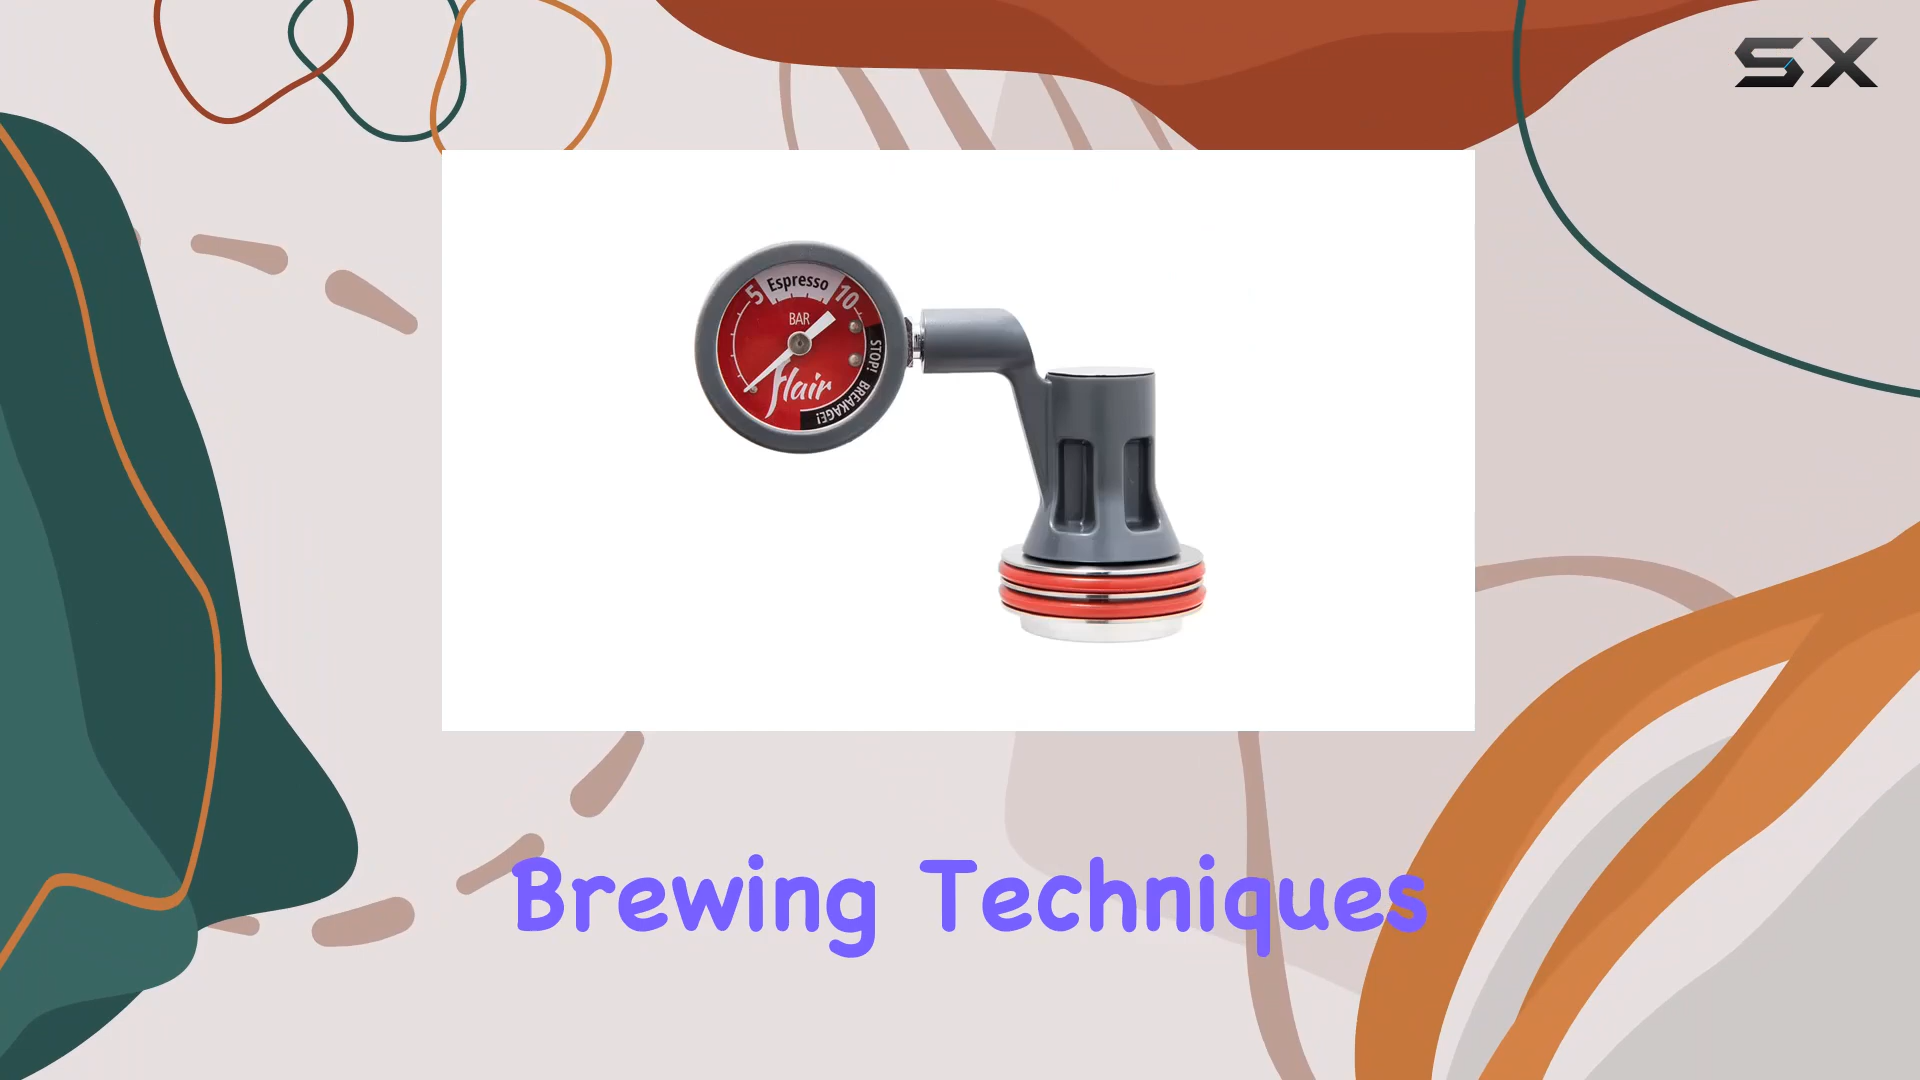 SX
5 Espresso 10
BAR
flair
STOP! BREAKAGE!
Brewing Techniques